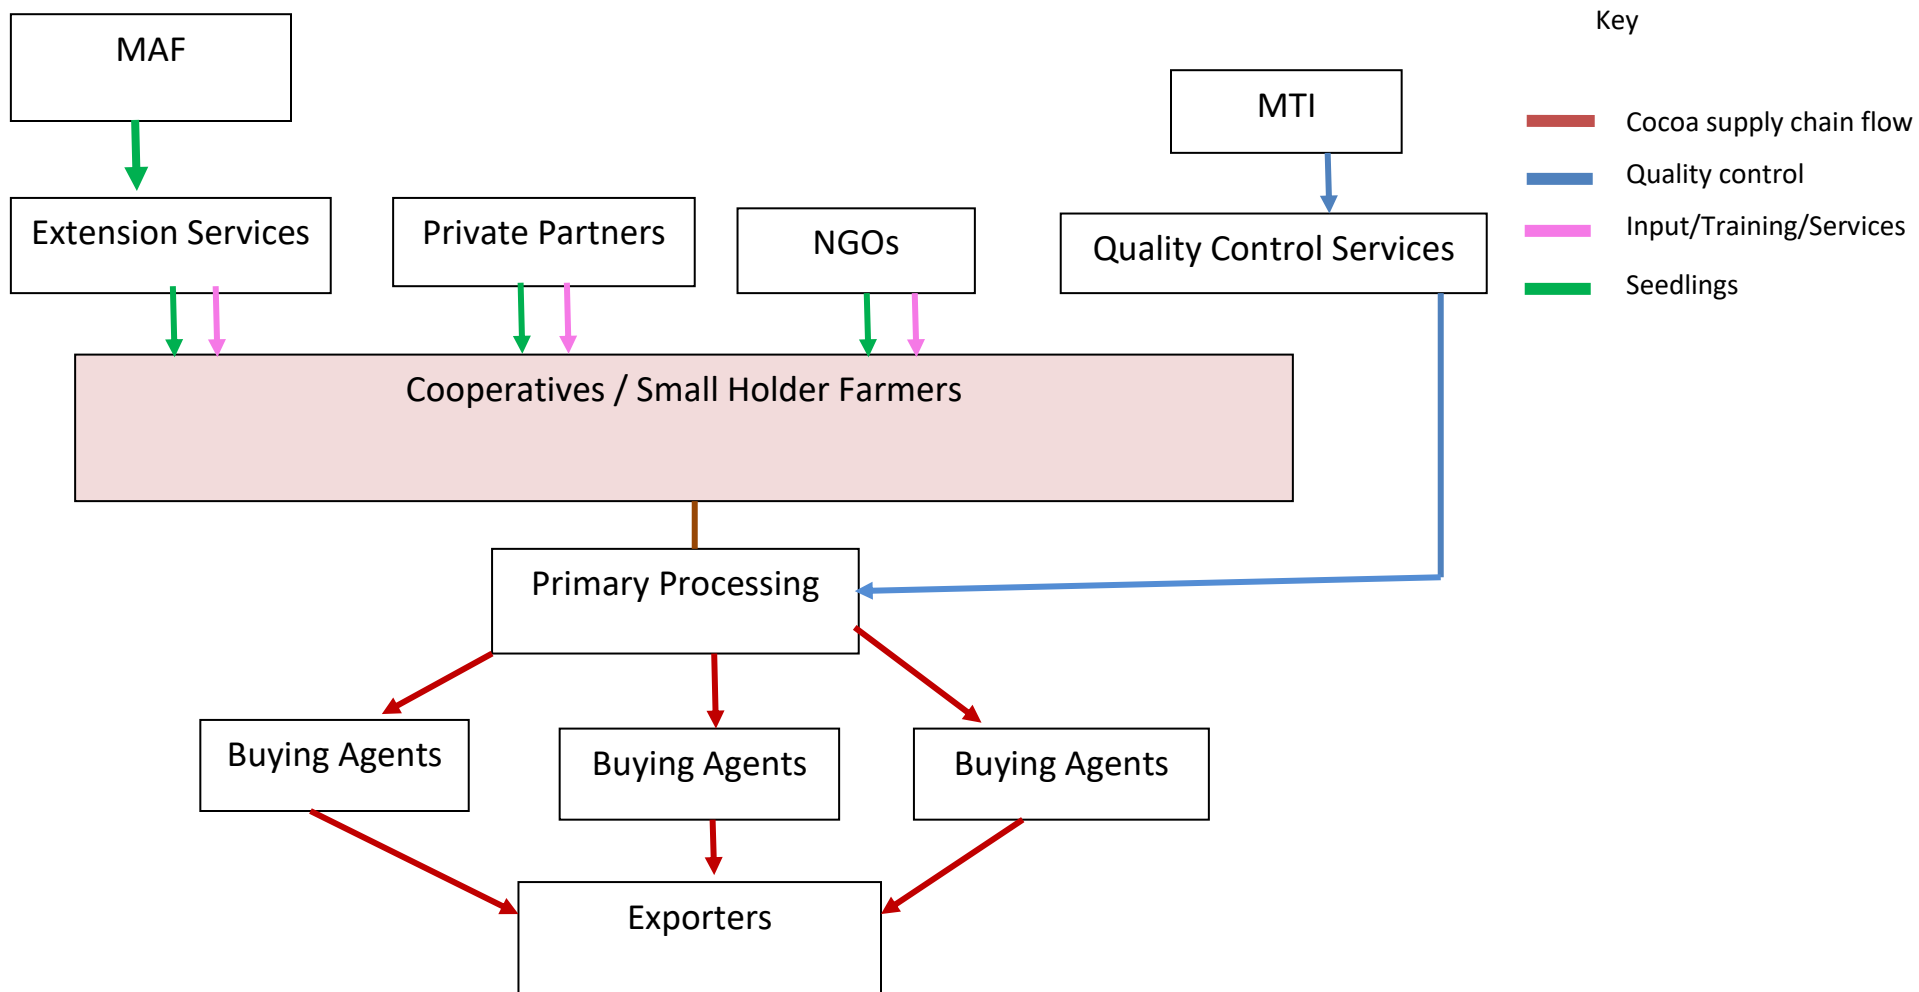 Key
MAF
MTI
Cocoa supply chain flow
Quality control
Input/Training/Services
Seedlings
Extension Services
Private Partners
NGOs
Quality Control Services
Cooperatives / Small Holder Farmers
Primary Processing
Buying Agents
Buying Agents
Buying Agents
Exporters